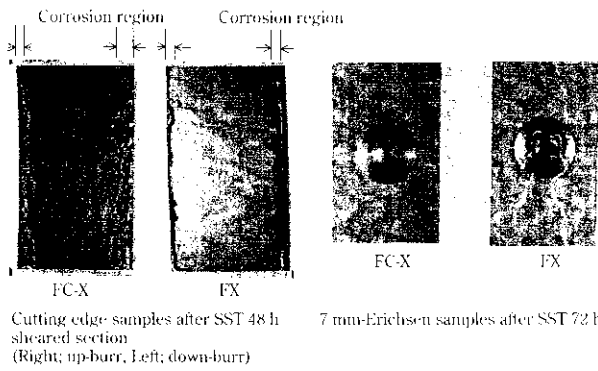 Corrosion region Corrosion region
FC-X FX FC-X FX
Cutting edge samples after SST 48 h
sheared section
(Right; up-burr, Left; down-burr)
7 mm-Erichsen samples after SST 72 h